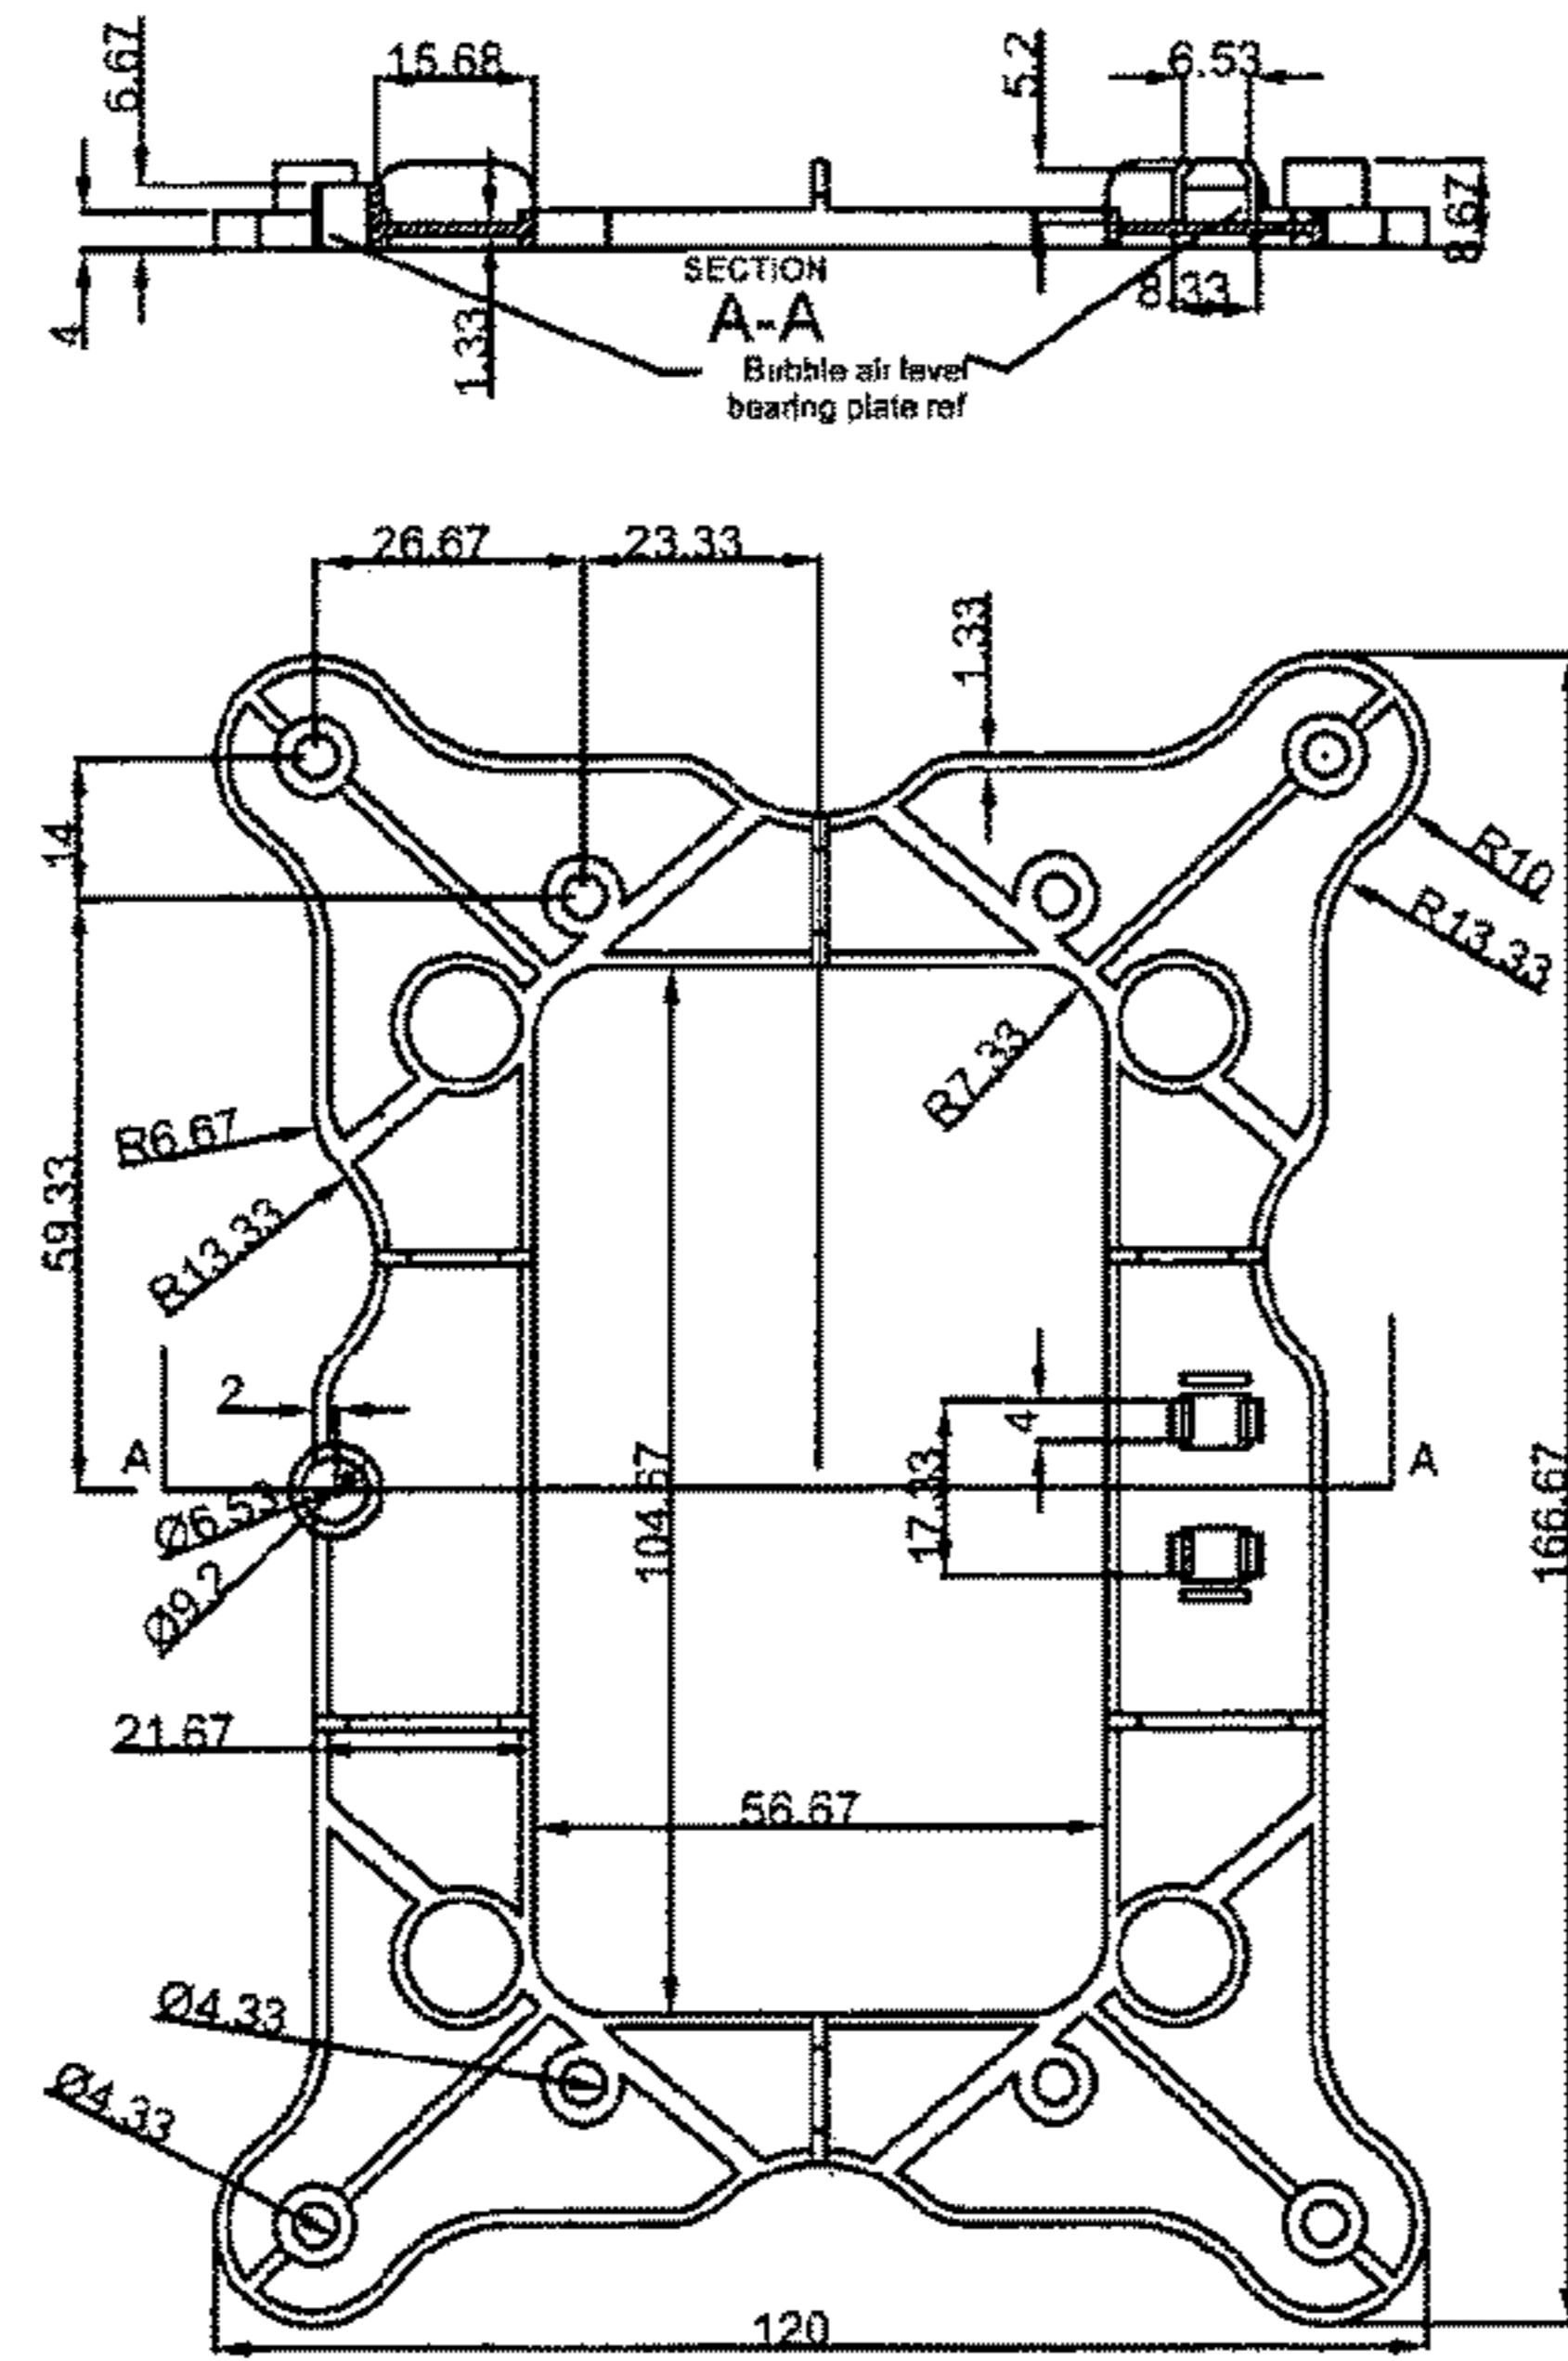 6.67
15.68
5.2
6.53
8.67
4
1.33
8.33
SECTION
A-A
Bubble air level
bearing plate ref
26.67
23.33
1.33
14
R10
R13.33
R7.33
R6.67
59.33
R13.33
2
4
A
A
17.33
104.67
166.67
Ø6.53
Ø9.2
21.67
56.67
Ø4.33
Ø4.33
120